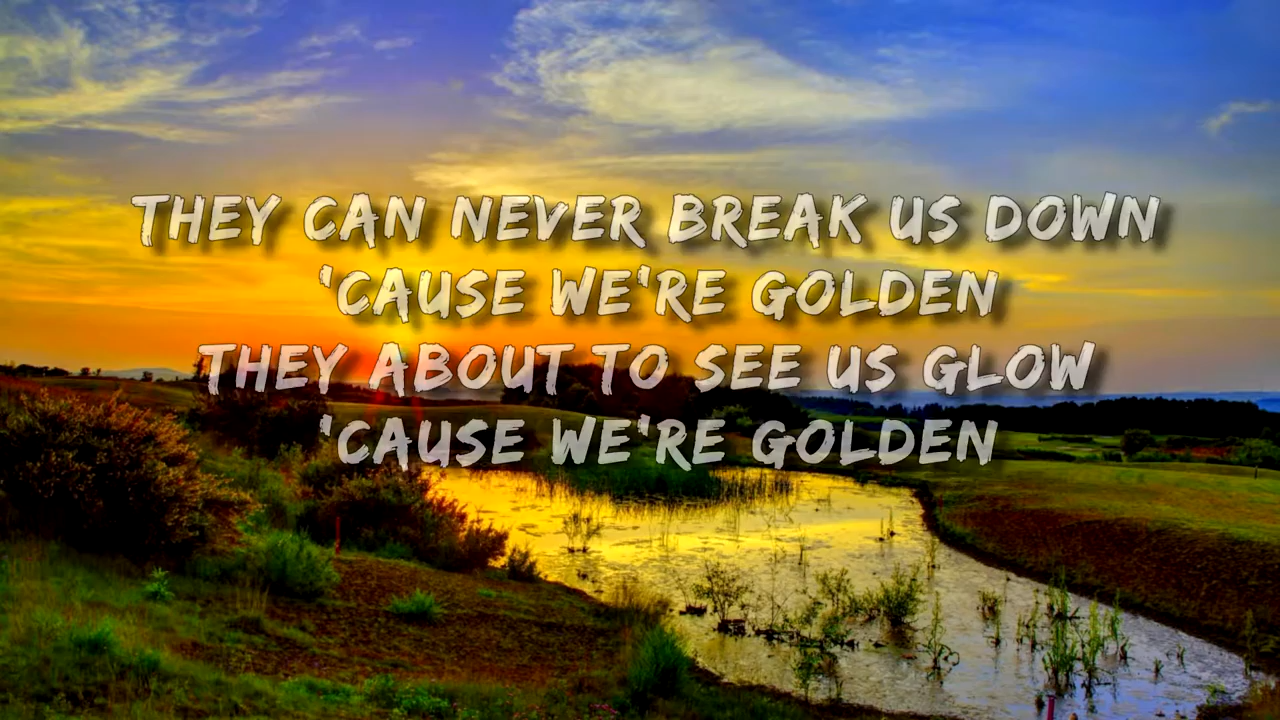 THEY CAN NEVER BREAK US DOWN
'CAUSE WE'RE GOLDEN
THEY ABOUT TO SEE US GLOW
'CAUSE WE'RE GOLDEN